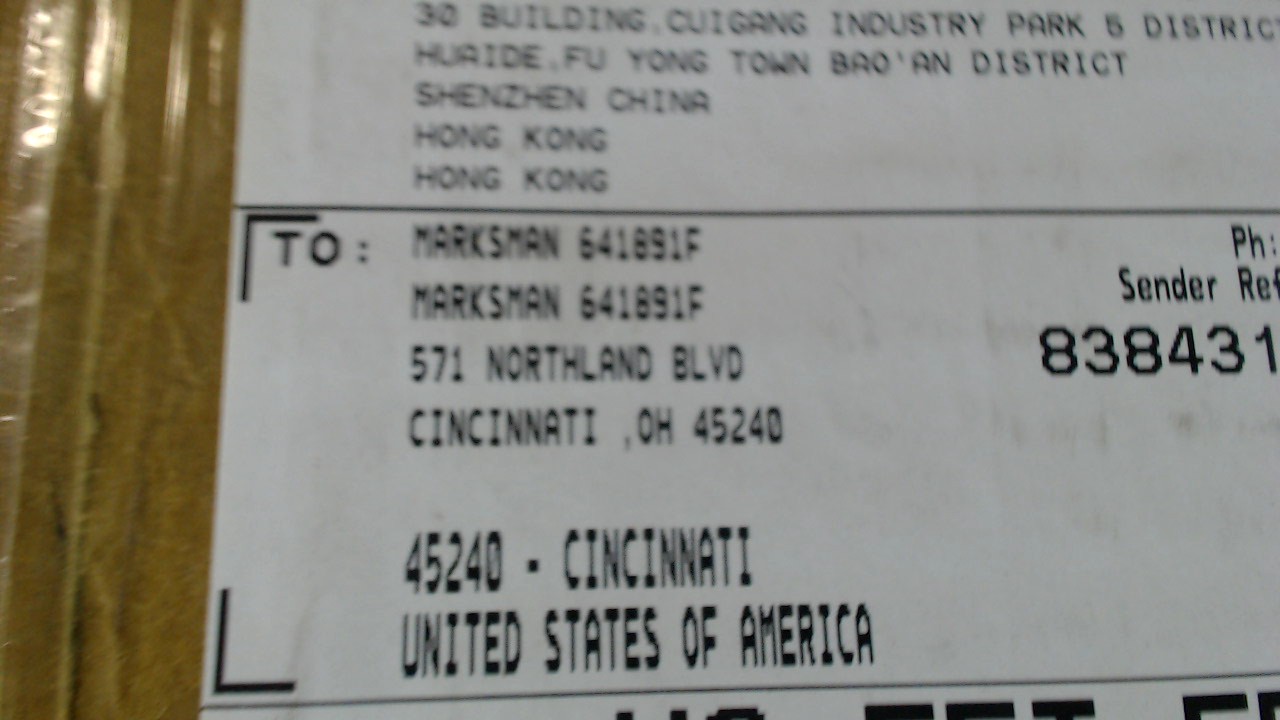 30 BUILDING,CUIGANG INDUSTRY PARK 5 DISTRICT
HUAIDE,FU YONG TOWN BAO'AN DISTRICT
SHENZHEN CHINA
HONG KONG
HONG KONG
TO: MARKSMAN 641891F
MARKSMAN 641891F
571 NORTHLAND BLVD
CINCINNATI ,OH 45240
Ph:
Sender Ref
838431
45240 - CINCINNATI
UNITED STATES OF AMERICA